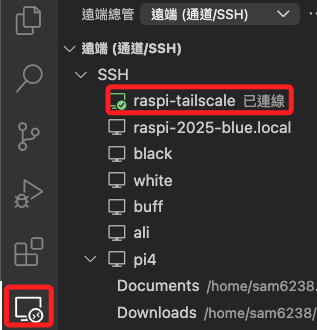 遠端總管 遠端 (通道/SSH)
遠端 (通道/SSH)
SSH
raspi-tailscale 已連線
raspi-2025-blue.local
black
white
buff
ali
pi4
Documents /home/sam6238.
Downloads /home/sam6238/